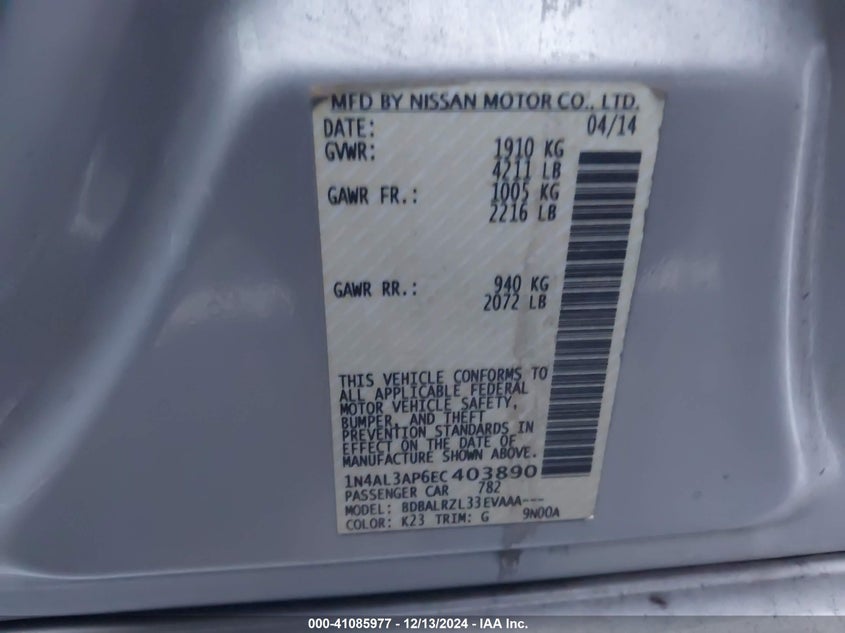 MFD BY NISSAN MOTOR CO., LTD.
DATE: 04/14
GVWR: 1910 KG
4211 LB
GAWR FR.: 1005 KG
2216 LB
GAWR RR.: 940 KG
2072 LB
THIS VEHICLE CONFORMS TO
ALL APPLICABLE FEDERAL
MOTOR VEHICLE SAFETY,
BUMPER, AND THEFT
PREVENTION STANDARDS IN
EFFECT ON THE DATE OF
MANUFACTURE SHOWN ABOVE.
1N4AL3AP6EC403890
PASSENGER CAR 782
MODEL: BDBALRZL33EVAAA---
COLOR: K23 TRIM: G 9N00A
000-41085977 - 12/13/2024 - IAA Inc.